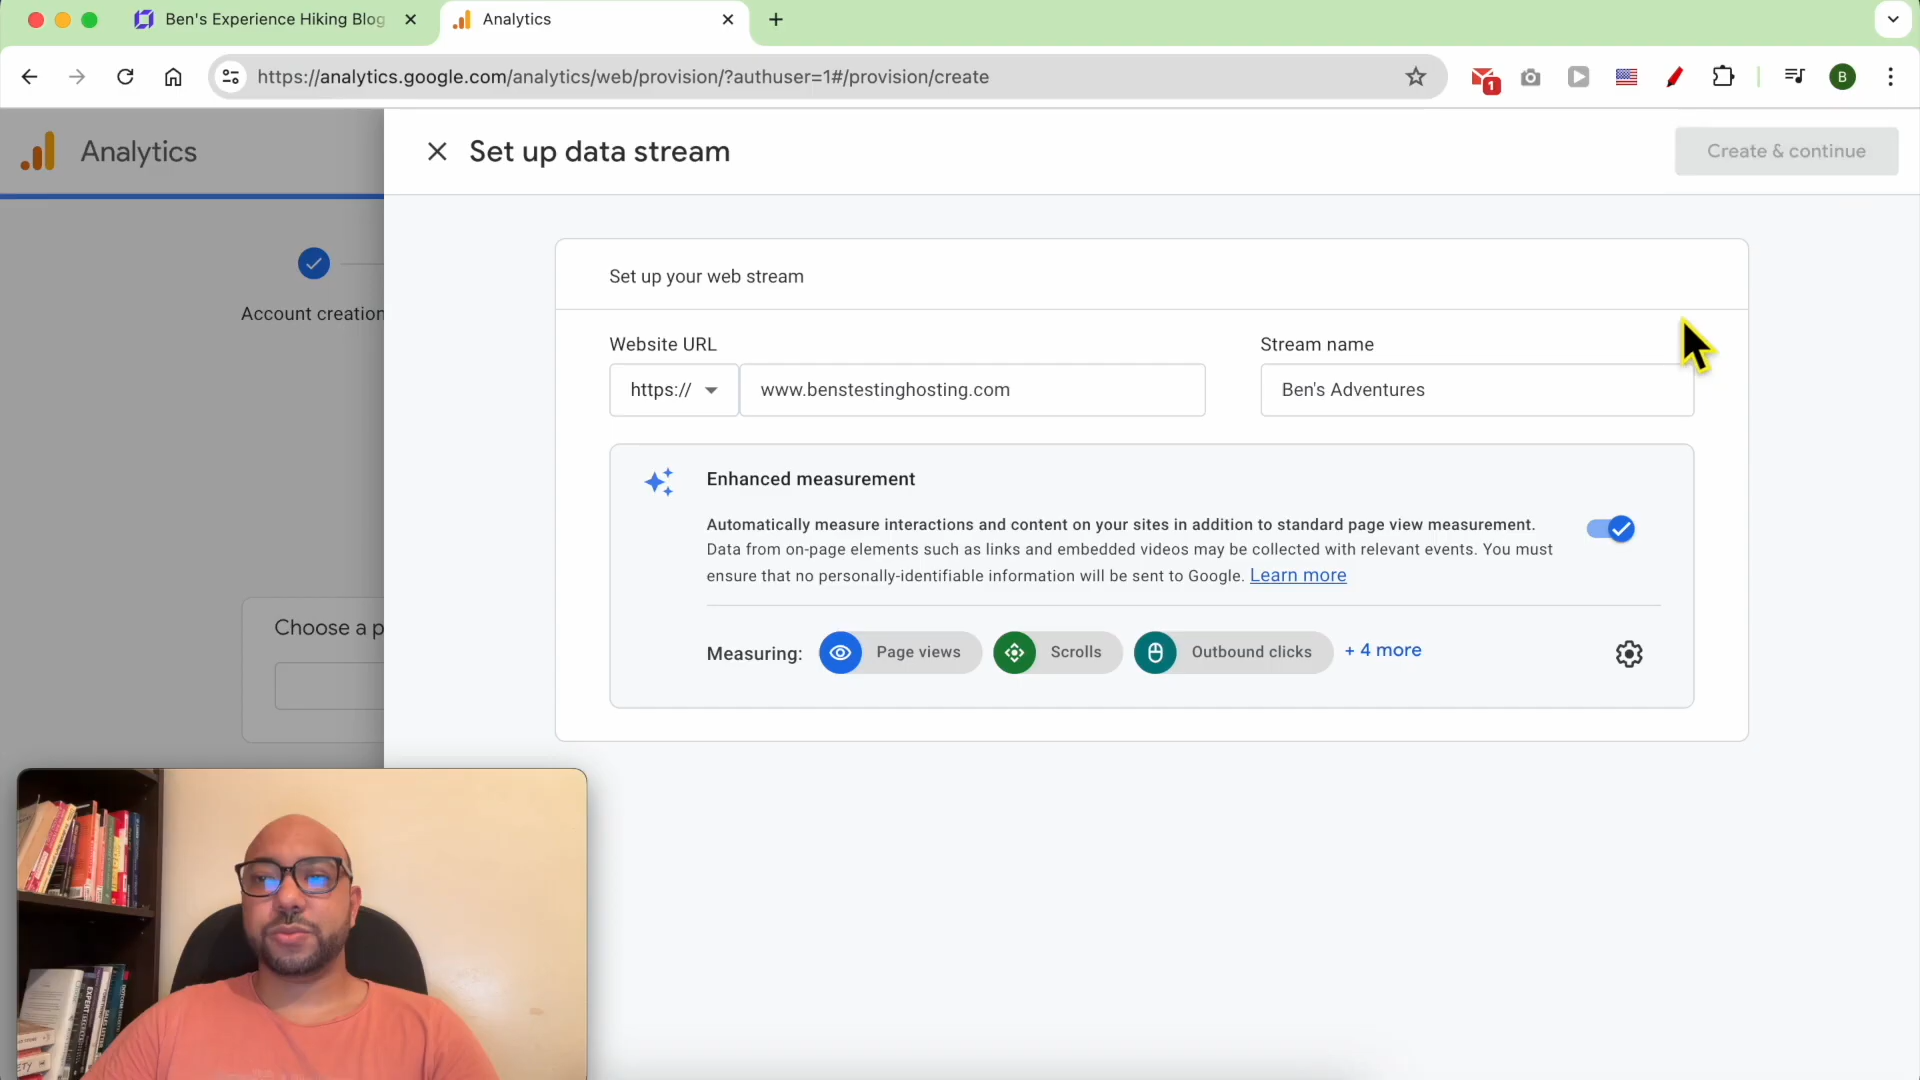 Ben's Experience Hiking Blog
Analytics
https://analytics.google.com/analytics/web/provision/?authuser=1#/provision/create
1
B
Analytics
Set up data stream
Create & continue
Account creation
Set up your web stream
Website URL
Stream name
https://
www.benstestinghosting.com
Ben's Adventures
Enhanced measurement
Automatically measure interactions and content on your sites in addition to standard page view measurement.
Data from on-page elements such as links and embedded videos may be collected with relevant events. You must
ensure that no personally-identifiable information will be sent to Google. Learn more
Choose a p
Measuring:
Page views
Scrolls
Outbound clicks
+ 4 more
EXPERT